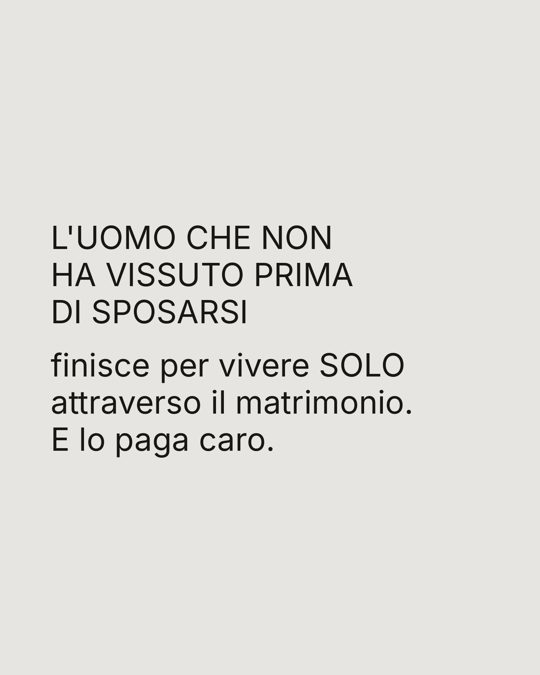 L'UOMO CHE NON
HA VISSUTO PRIMA
DI SPOSARSI
finisce per vivere SOLO
attraverso il matrimonio.
E lo paga caro.